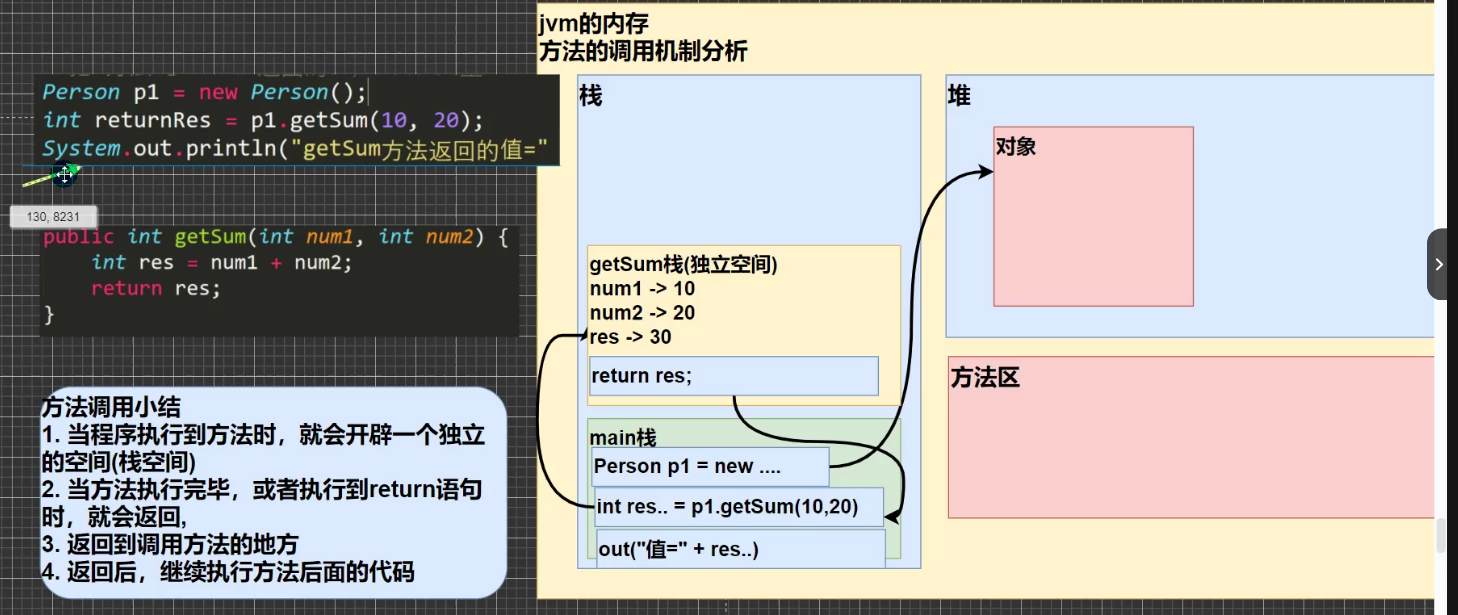 jvm的内存
方法的调用机制分析
Person p1 = new Person();
int returnRes = p1.getSum(10, 20);
System.out.println("getSum方法返回的值="
130, 8231
public int getSum(int num1, int num2) {
int res = num1 + num2;
return res;
}
方法调用小结
1. 当程序执行到方法时，就会开辟一个独立
的空间(栈空间)
2. 当方法执行完毕，或者执行到return语句
时，就会返回,
3. 返回到调用方法的地方
4. 返回后，继续执行方法后面的代码
栈
getSum栈(独立空间)
num1 -> 10
num2 -> 20
res -> 30
return res;
main栈
Person p1 = new ....
int res.. = p1.getSum(10,20)
out("值=" + res..)
堆
对象
方法区